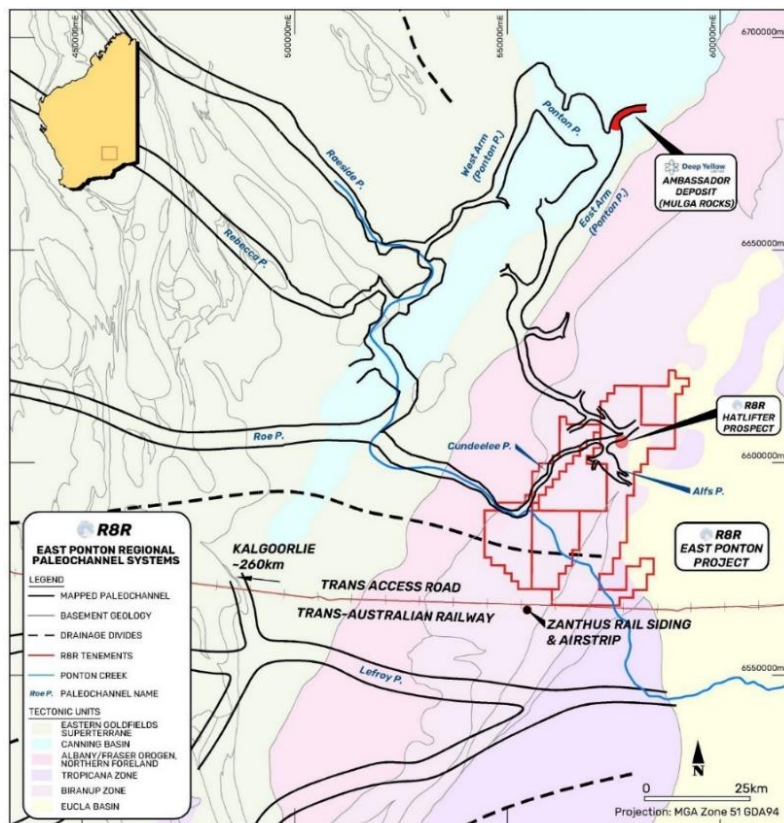 450000mE
500000mE
550000mE
600000mE
6700000mN
Raeside P.
West Arm
(Ponton P.)
Ponton P.
East Arm
(Ponton P.)
Deep Yellow
AMBASSADOR
DEPOSIT
(MULGA ROCKS)
Rebecca P.
6650000mN
R8R
HATLIFTER
PROSPECT
Roe P.
Cundeelee P.
6600000mN
Alfs P.
R8R
EAST PONTON
PROJECT
KALGOORLIE
~260km
TRANS ACCESS ROAD
TRANS-AUSTRALIAN RAILWAY
ZANTHUS RAIL SIDING
& AIRSTRIP
Lefroy P.
6550000mN
R8R
EAST PONTON REGIONAL
PALEOCHANNEL SYSTEMS
LEGEND
MAPPED PALEOCHANNEL
BASEMENT GEOLOGY
DRAINAGE DIVIDES
R8R TENEMENTS
PONTON CREEK
Roe P. PALEOCHANNEL NAME
TECTONIC UNITS
EASTERN GOLDFIELDS
SUPERTERRANE
CANNING BASIN
ALBANY/FRASER OROGEN,
NORTHERN FORELAND
TROPICANA ZONE
BIRANUP ZONE
EUCLA BASIN
N
0 25km
Projection: MGA Zone 51 GDA94